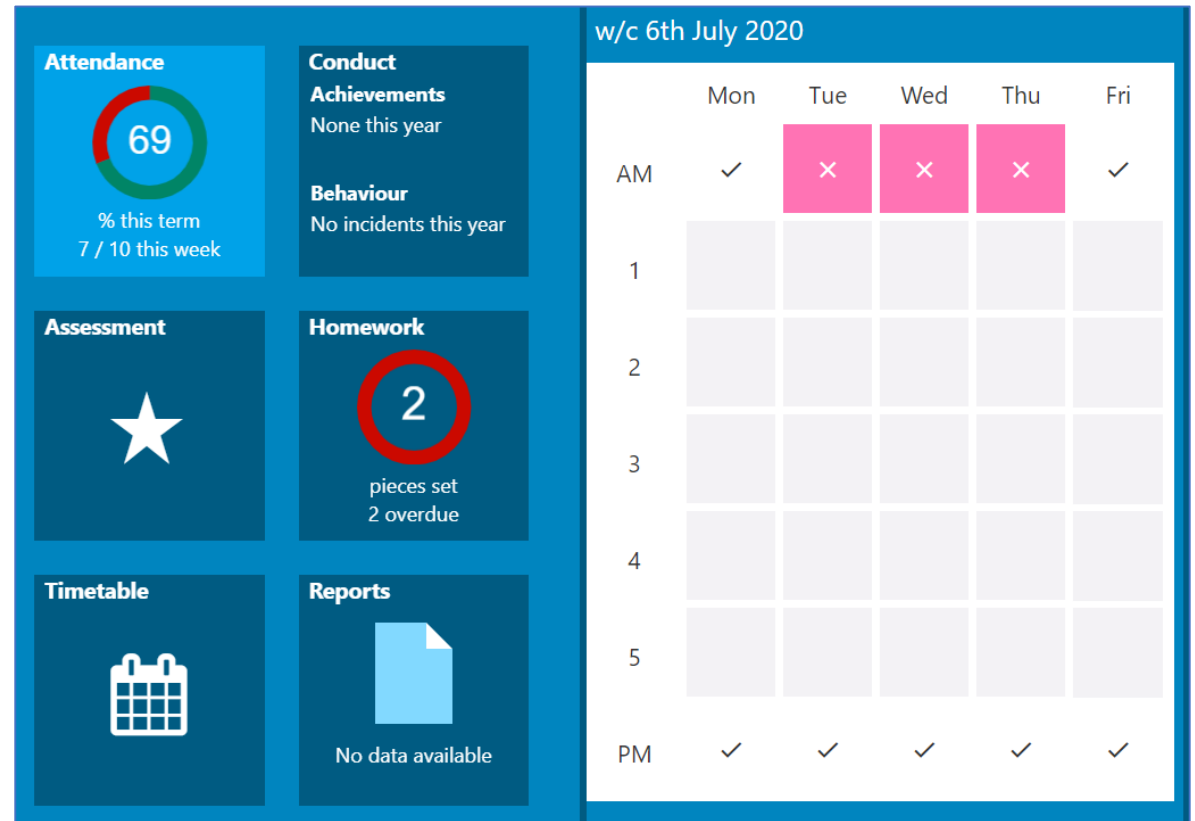 Attendance
69
% this term
7 / 10 this week
Conduct
Achievements
None this year
Behaviour
No incidents this year
Assessment
Homework
2
pieces set
2 overdue
Timetable
Reports
No data available
w/c 6th July 2020
Mon Tue Wed Thu Fri
AM ✓ ✕ ✕ ✕ ✓
1
2
3
4
5
PM ✓ ✓ ✓ ✓ ✓